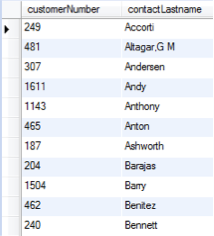 customerNumber contactLastname
249 Accorti
481 Altagar,G M
307 Andersen
1611 Andy
1143 Anthony
465 Anton
187 Ashworth
204 Barajas
1504 Barry
462 Benitez
240 Bennett